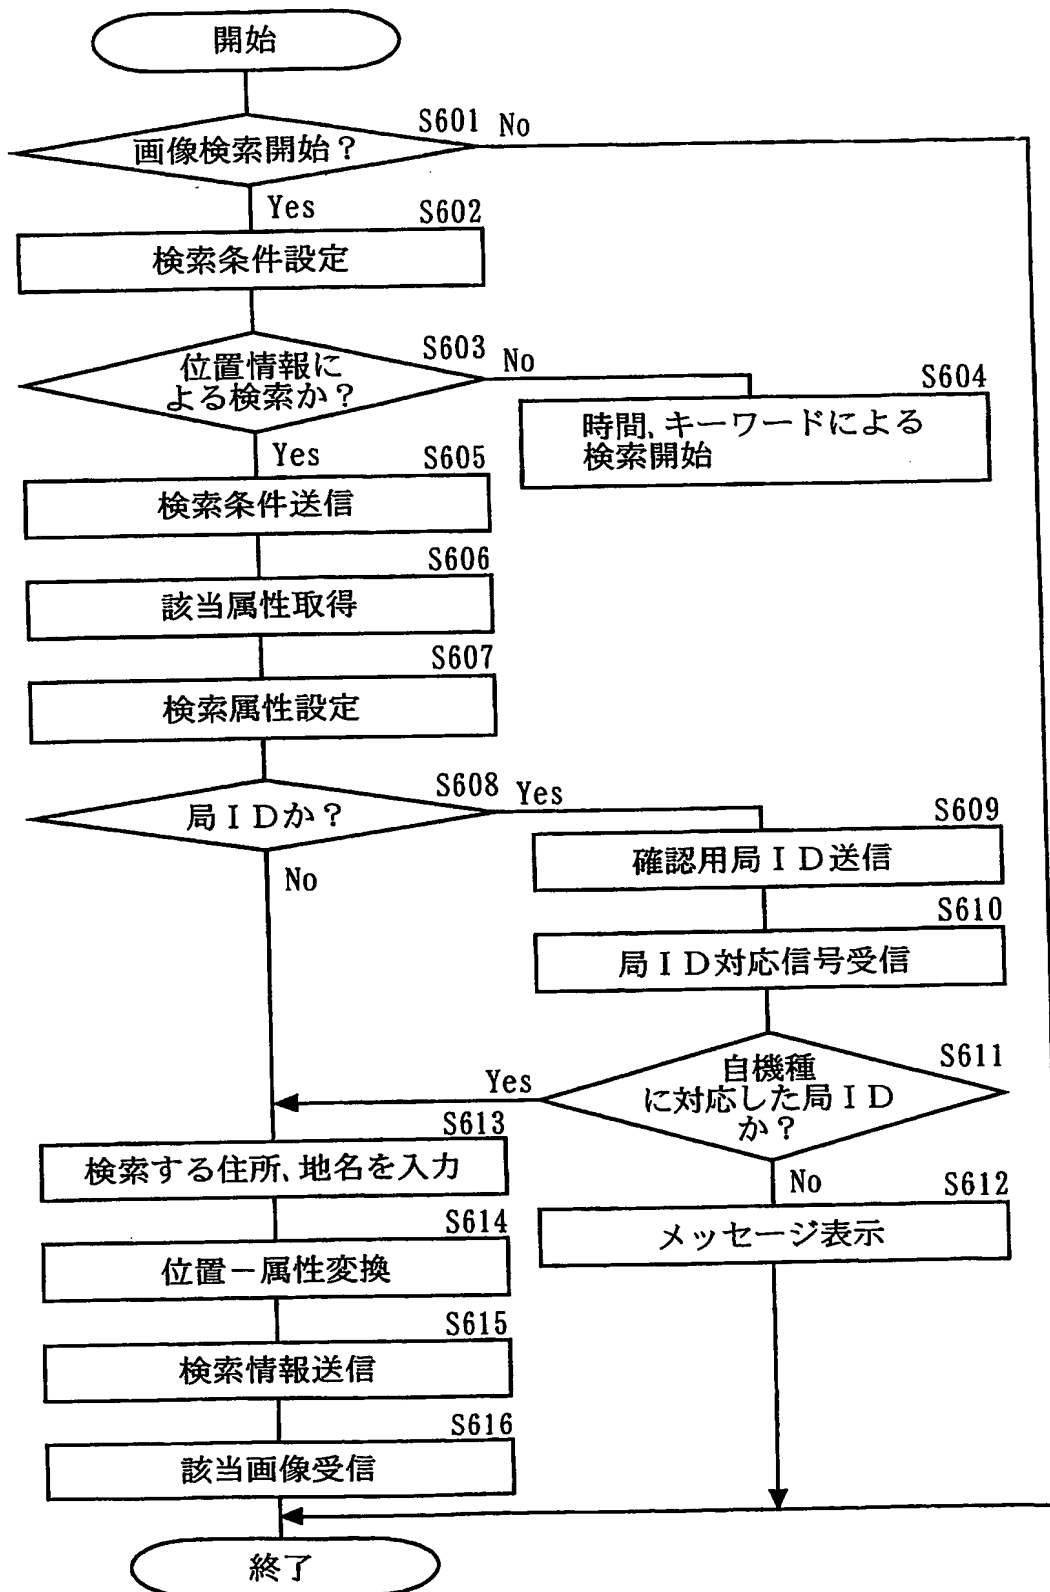 開始
S601 No
画像検索開始？
Yes
S602
検索条件設定
S603 No
位置情報に
よる検索か？
S604
時間、キーワードによる
検索開始
Yes
S605
検索条件送信
S606
該当属性取得
S607
検索属性設定
S608 Yes
局ＩＤか？
S609
確認用局ＩＤ送信
No
S610
局ＩＤ対応信号受信
S611
自機種
に対応した局ＩＤ
か？
Yes
No
S612
メッセージ表示
S613
検索する住所、地名を入力
S614
位置－属性変換
S615
検索情報送信
S616
該当画像受信
終了